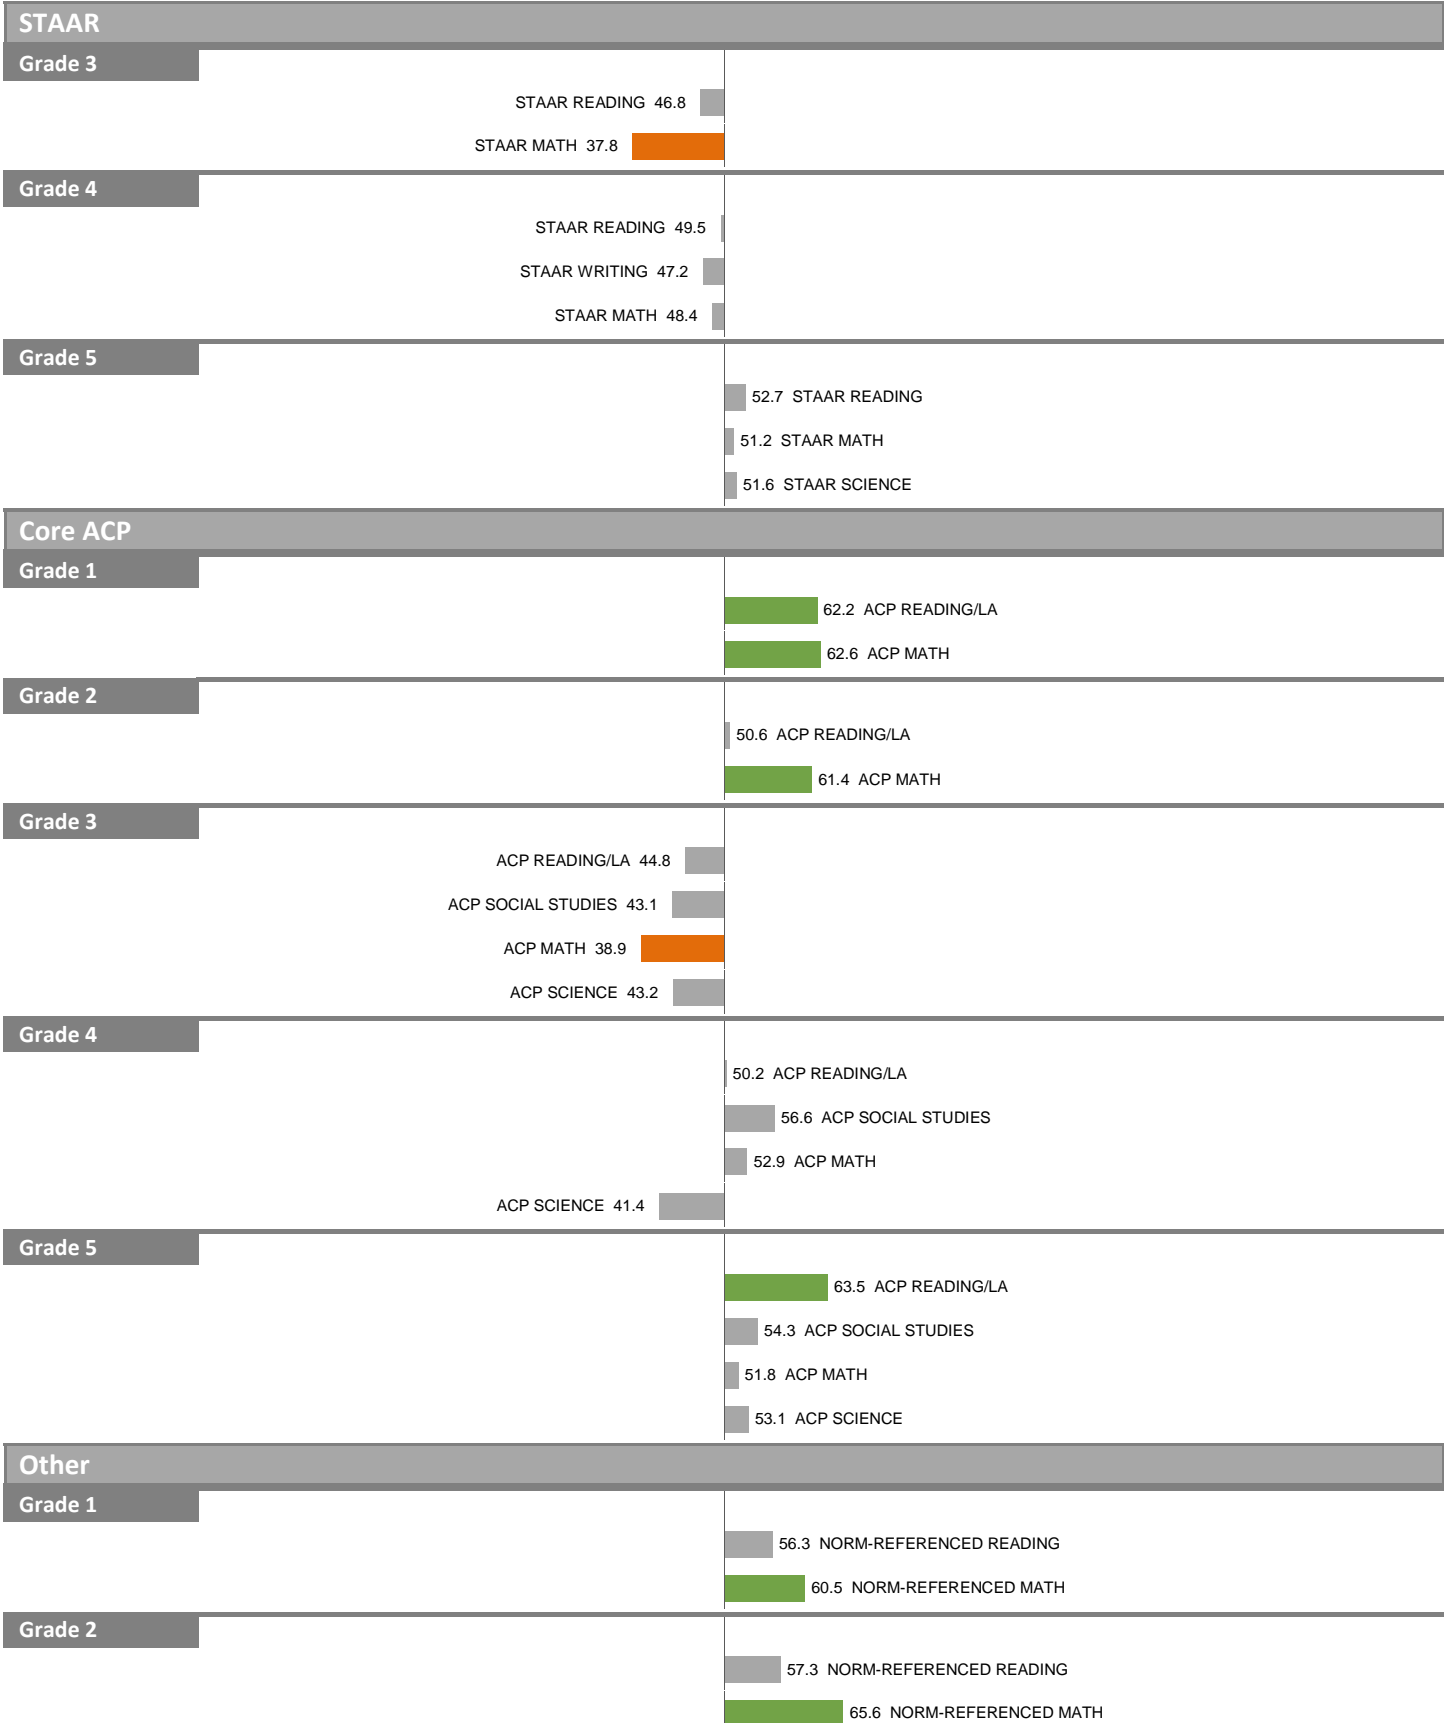 STAAR
Grade 3
STAAR READING 46.8
STAAR MATH 37.8
Grade 4
STAAR READING 49.5
STAAR WRITING 47.2
STAAR MATH 48.4
Grade 5
52.7 STAAR READING
51.2 STAAR MATH
51.6 STAAR SCIENCE
Core ACP
Grade 1
62.2 ACP READING/LA
62.6 ACP MATH
Grade 2
50.6 ACP READING/LA
61.4 ACP MATH
Grade 3
ACP READING/LA 44.8
ACP SOCIAL STUDIES 43.1
ACP MATH 38.9
ACP SCIENCE 43.2
Grade 4
50.2 ACP READING/LA
56.6 ACP SOCIAL STUDIES
52.9 ACP MATH
ACP SCIENCE 41.4
Grade 5
63.5 ACP READING/LA
54.3 ACP SOCIAL STUDIES
51.8 ACP MATH
53.1 ACP SCIENCE
Other
Grade 1
56.3 NORM-REFERENCED READING
60.5 NORM-REFERENCED MATH
Grade 2
57.3 NORM-REFERENCED READING
65.6 NORM-REFERENCED MATH